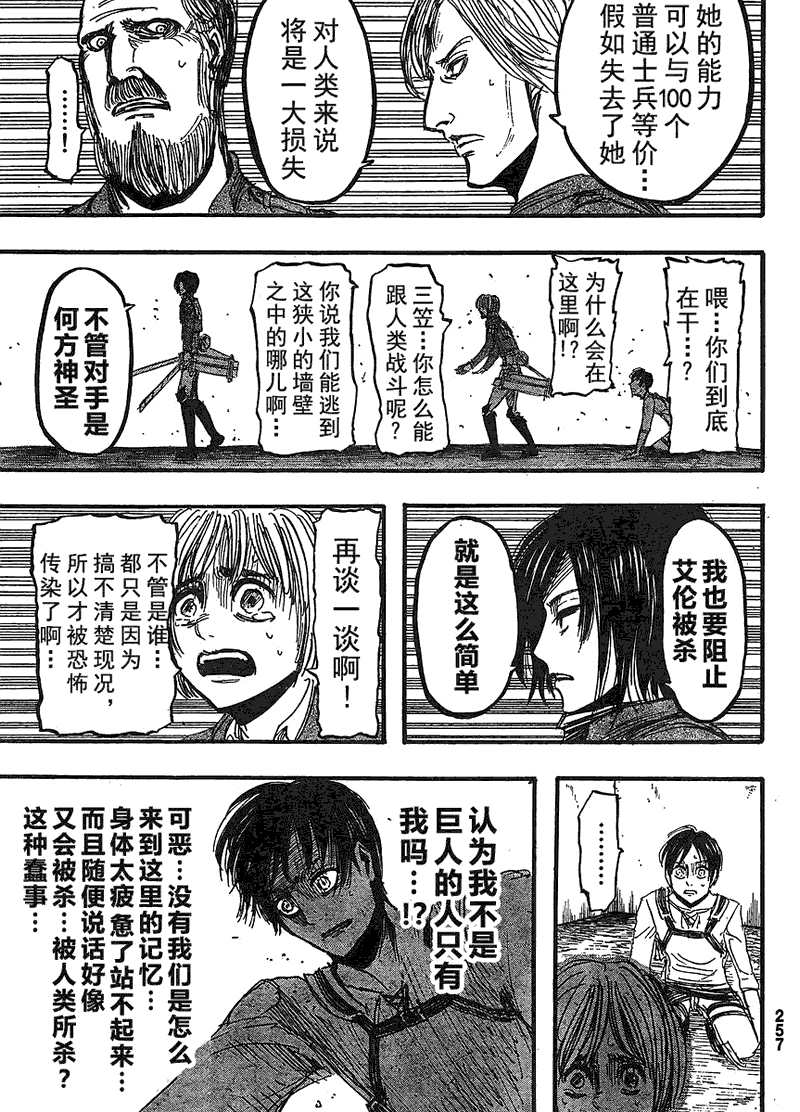 她的能力
可以与100个
普通士兵等价…
假如失去了她
对人类来说
将是一大损失
……!
喂…你们到底
在干…?
为什么会在
这里啊!?
三笠…你怎么能
跟人类战斗呢?
你说我们能逃到
这狭小的墙壁
之中的哪儿啊…
不管对手是
何方神圣
我也要阻止
艾伦被杀
就是这么简单
再谈一谈啊!
不管是谁…
都只是因为
搞不清楚现况，
所以才被恐怖
传染了啊…
……
认为我不是
巨人的人只有
我吗…!?
可恶…没有我们是怎么
来到这里的记忆…
身体太疲惫了站不起来…
而且随便说话好像
又会被杀…被人类所杀?
这种蠢事…
257